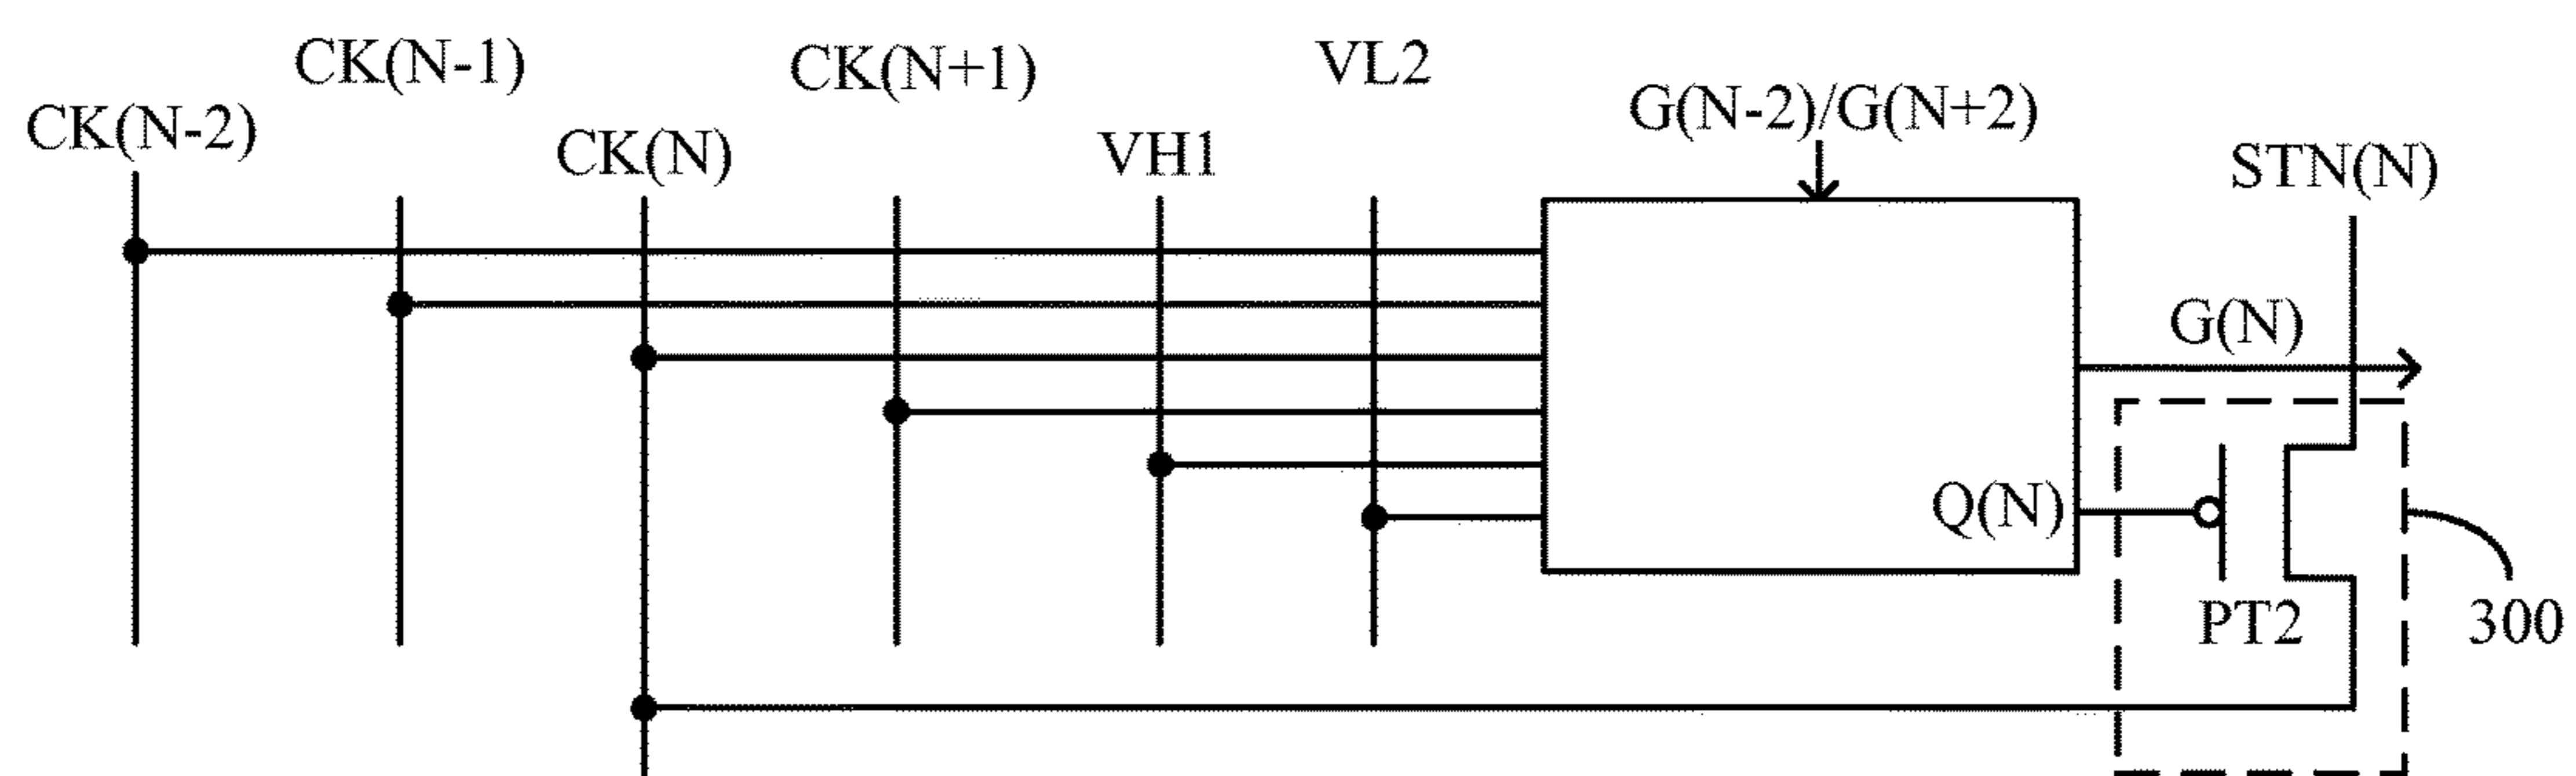 CK(N-2)
CK(N-1)
CK(N)
CK(N+1)
VH1
VL2
G(N-2)/G(N+2)
STN(N)
G(N)
Q(N)
PT2
300